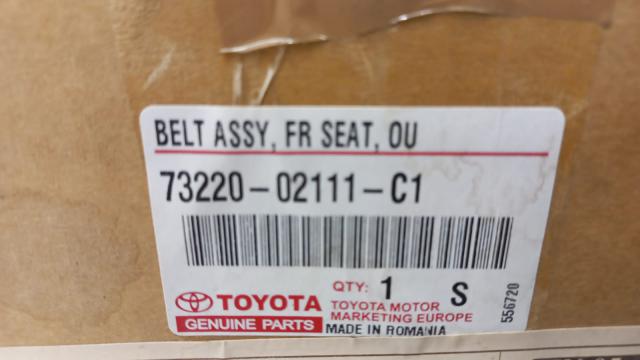 BELT ASSY, FR SEAT, OU
73220-02111-C1
QTY: 1 S
TOYOTA
GENUINE PARTS
TOYOTA MOTOR
MARKETING EUROPE
MADE IN ROMANIA
556720